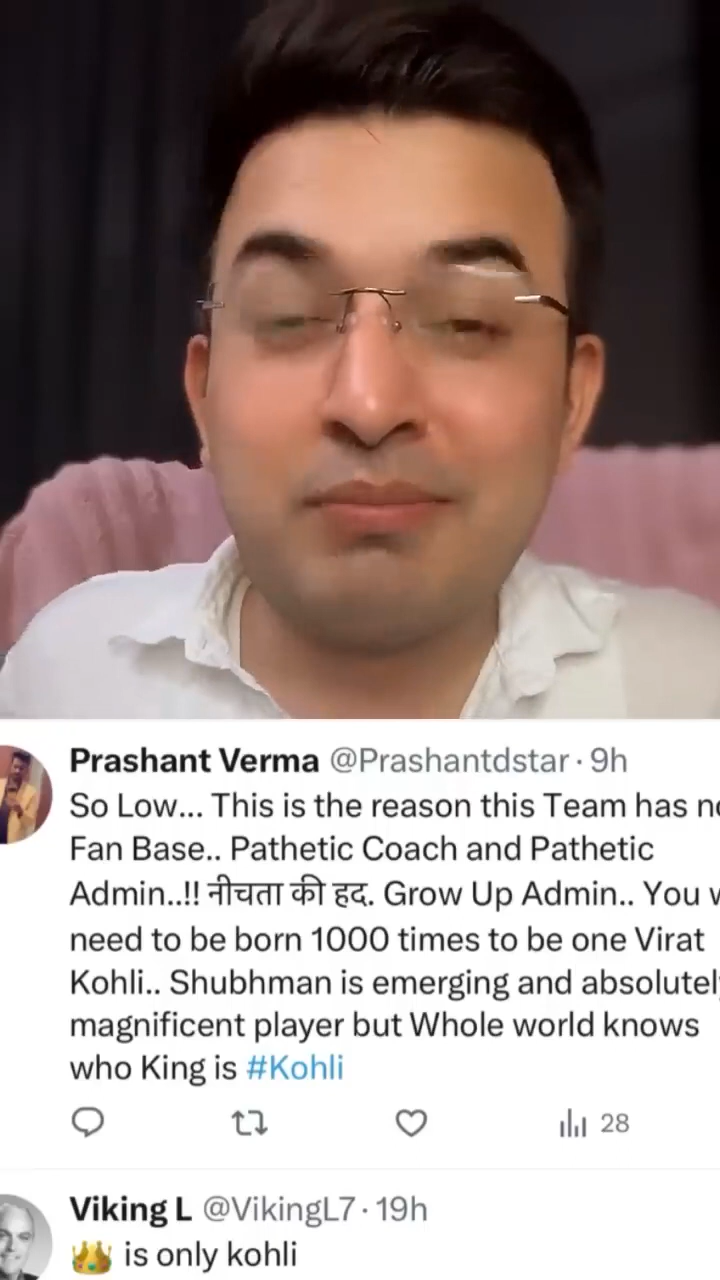 Prashant Verma @Prashantdstar · 9h
So Low... This is the reason this Team has
Fan Base.. Pathetic Coach and Pathetic
Admin..!! नीचता की हद. Grow Up Admin.. You
need to be born 1000 times to be one Virat
Kohli.. Shubhman is emerging and
magnificent player but Whole world knows
who King is #Kohli
28
Viking L @VikingL7 · 19h
👑 is only kohli